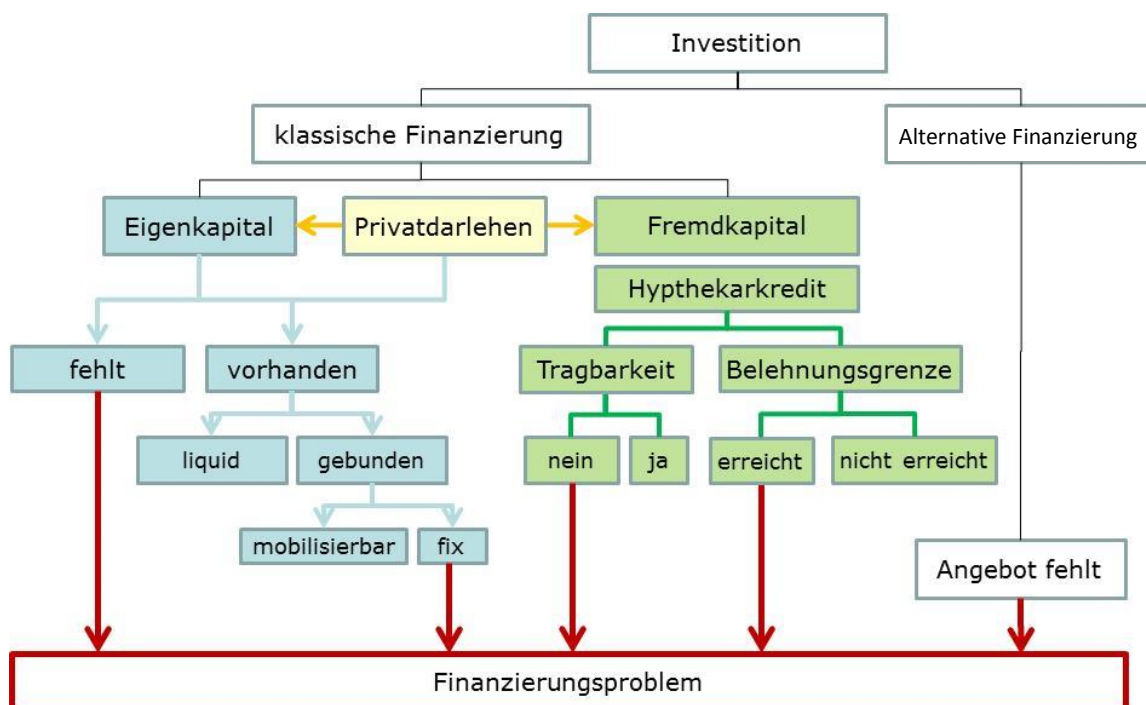 Investition
klassische Finanzierung
Alternative Finanzierung
Eigenkapital
Privatdarlehen
Fremdkapital
Hypthekarkredit
fehlt
vorhanden
Tragbarkeit
Belehnungsgrenze
liquid
gebunden
nein
ja
erreicht
nicht erreicht
mobilisierbar
fix
Angebot fehlt
Finanzierungsproblem